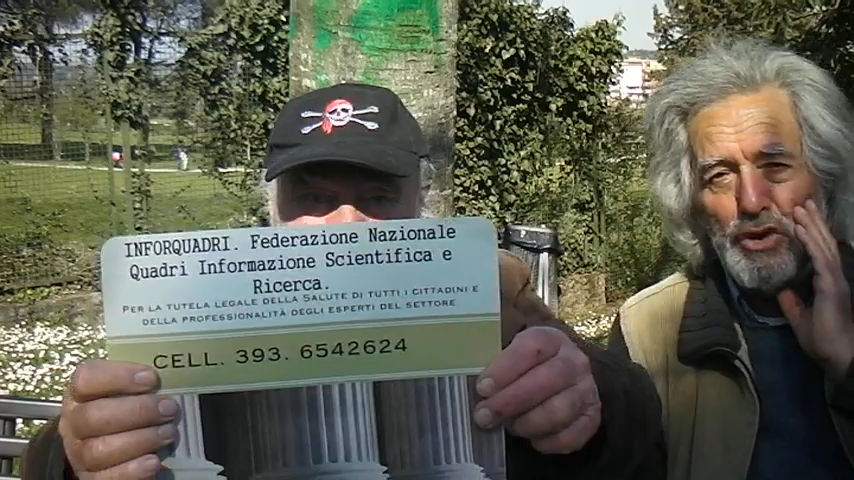 INFORQUADRI. Federazione Nazionale
Quadri Informazione Scientifica e
Ricerca.
PER LA TUTELA LEGALE DELLA SALUTE DI TUTTI I CITTADINI E
DELLA PROFESSIONALITÀ DEGLI ESPERTI DEL SETTORE
CELL. 393. 6542624